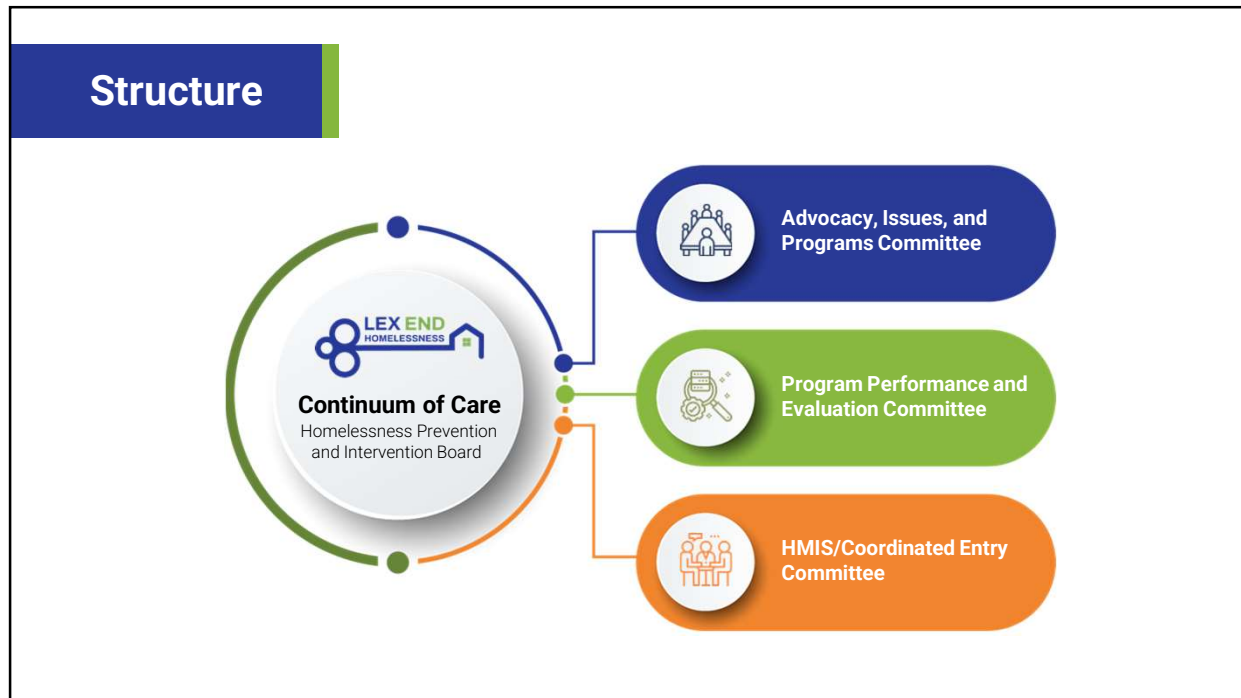 Structure
LEX END
HOMELESSNESS
Continuum of Care
Homelessness Prevention
and Intervention Board
Advocacy, Issues, and
Programs Committee
Program Performance and
Evaluation Committee
HMIS/Coordinated Entry
Committee